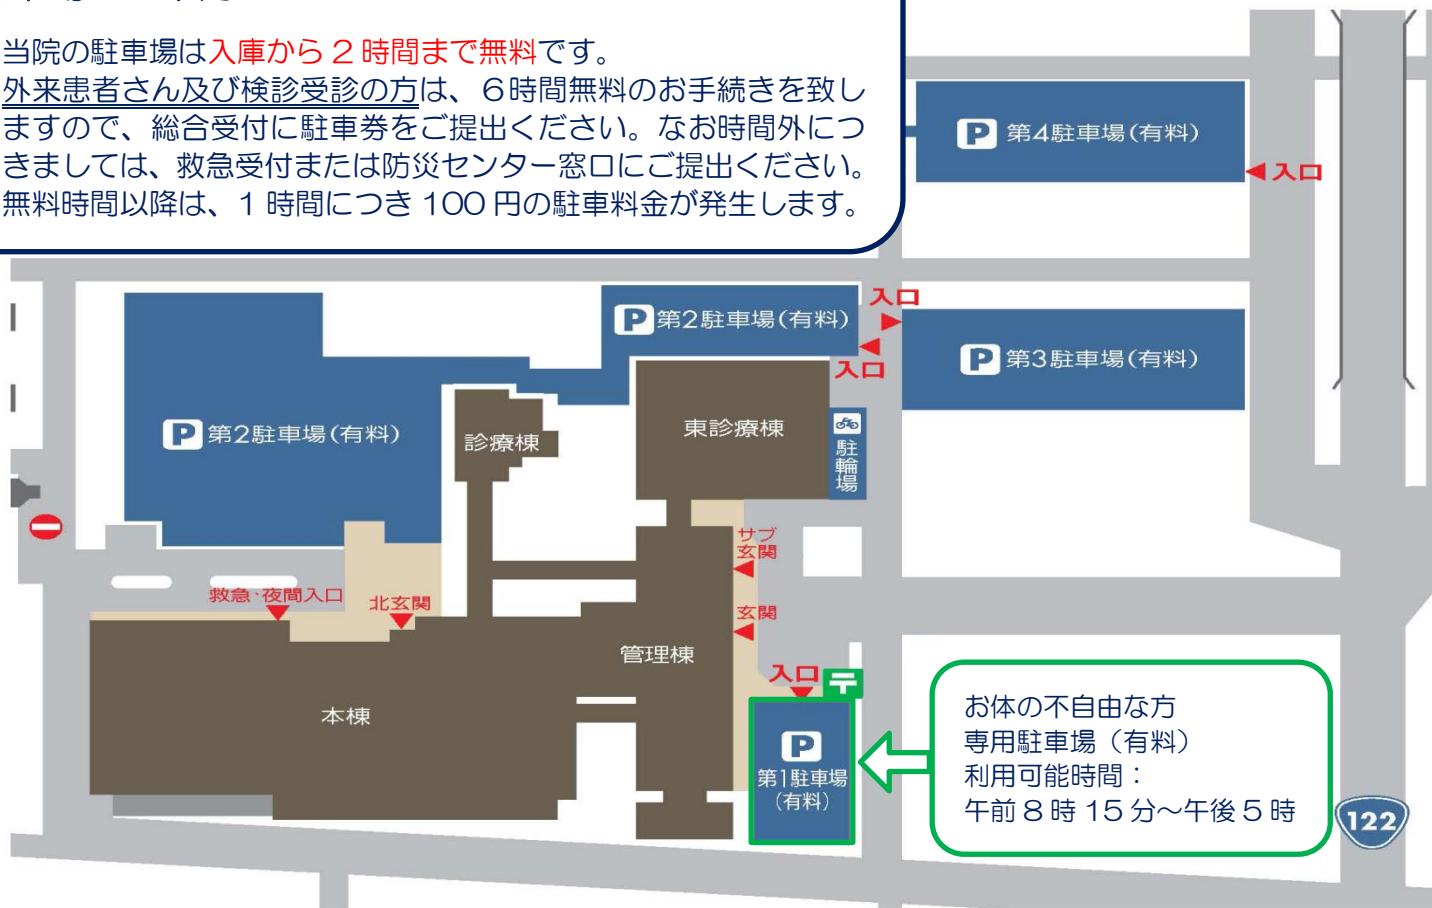 当院の駐車場は入庫から2時間まで無料です。
外来患者さん及び検診受診の方は、6時間無料のお手続きを致し
ますので、総合受付に駐車券をご提出ください。なお時間外につ
きましては、救急受付または防災センター窓口にご提出ください。
無料時間以降は、1時間につき100円の駐車料金が発生します。
P 第4駐車場(有料)
入口
P 第2駐車場(有料)
入口
入口
P 第3駐車場(有料)
P 第2駐車場(有料)
診療棟
東診療棟
駐輪場
サブ
玄関
救急・夜間入口
北玄関
玄関
管理棟
入口
〒
本棟
P
第1駐車場
(有料)
お体の不自由な方
専用駐車場(有料)
利用可能時間：
午前8時15分～午後5時
122